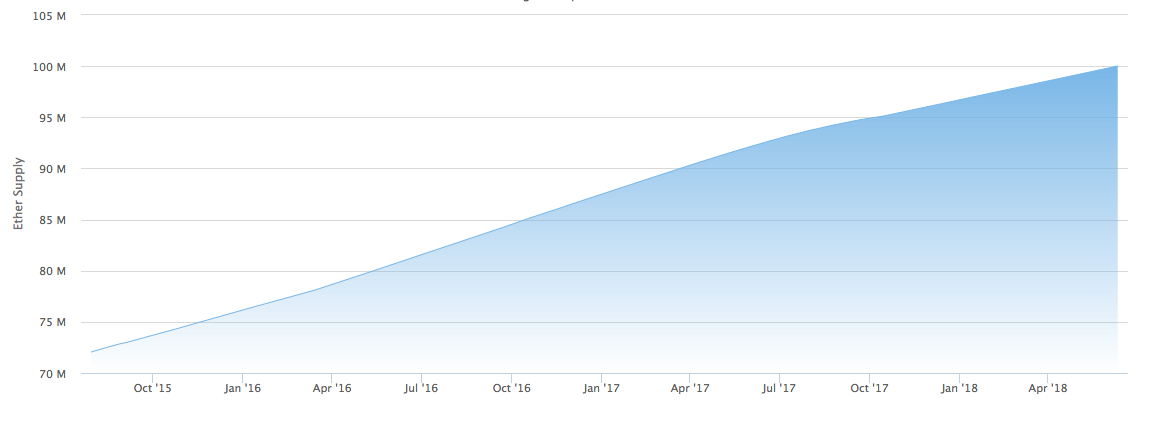 105 M
100 M
95 M
90 M
85 M
80 M
75 M
70 M
Ether Supply
Oct '15 Jan '16 Apr '16 Jul '16 Oct '16 Jan '17 Apr '17 Jul '17 Oct '17 Jan '18 Apr '18